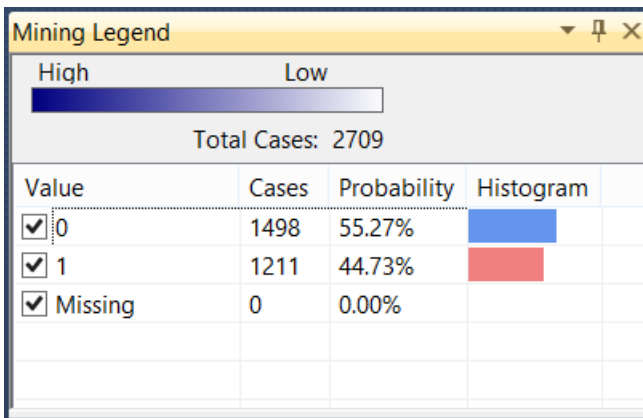 Mining Legend
High Low
Total Cases: 2709
Value Cases Probability Histogram
0 1498 55.27%
1 1211 44.73%
Missing 0 0.00%